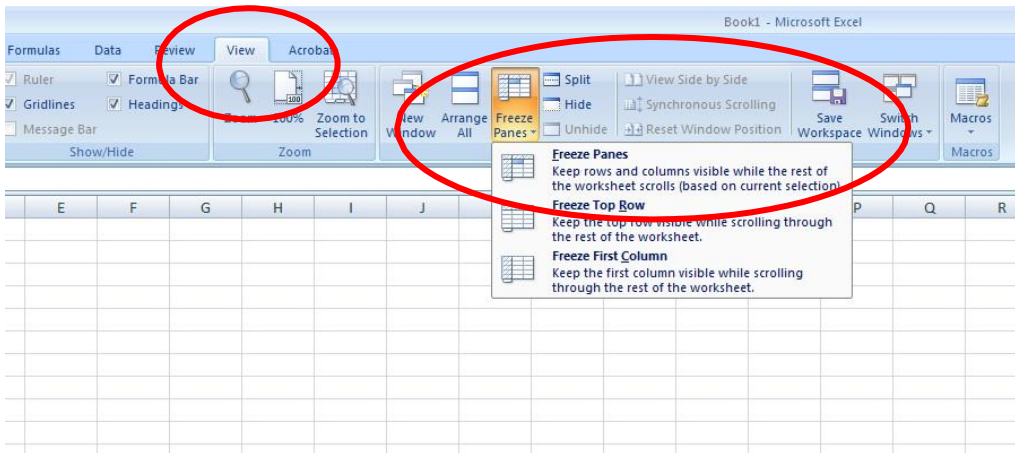 Book1 - Microsoft Excel
Formulas Data Review View Acrobat
Ruler Formula Bar
Gridlines Headings
Message Bar
Show/Hide
Zoom 100% Zoom to Selection
100
Zoom
New Window Arrange All Freeze Panes
Split
Hide
Unhide
View Side by Side
Synchronous Scrolling
Reset Window Position
Save Workspace Switch Windows
Macros
Macros
Freeze Panes
Keep rows and columns visible while the rest of
the worksheet scrolls (based on current selection)
Freeze Top Row
Keep the top row visible while scrolling through
the rest of the worksheet.
Freeze First Column
Keep the first column visible while scrolling
through the rest of the worksheet.
E F G H I J P Q R